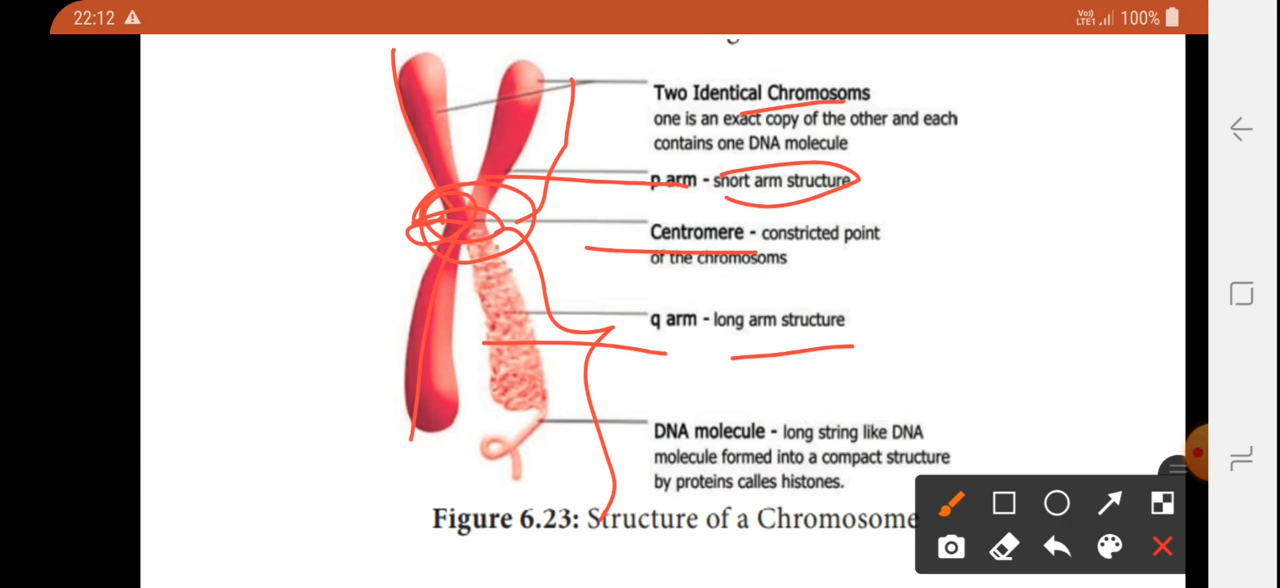 22:12
Vo))
LTE1
100%
Two Identical Chromosoms
one is an exact copy of the other and each
contains one DNA molecule
p arm - short arm structure
Centromere - constricted point
of the chromosoms
q arm - long arm structure
DNA molecule - long string like DNA
molecule formed into a compact structure
by proteins calles histones.
Figure 6.23: Structure of a Chromosome